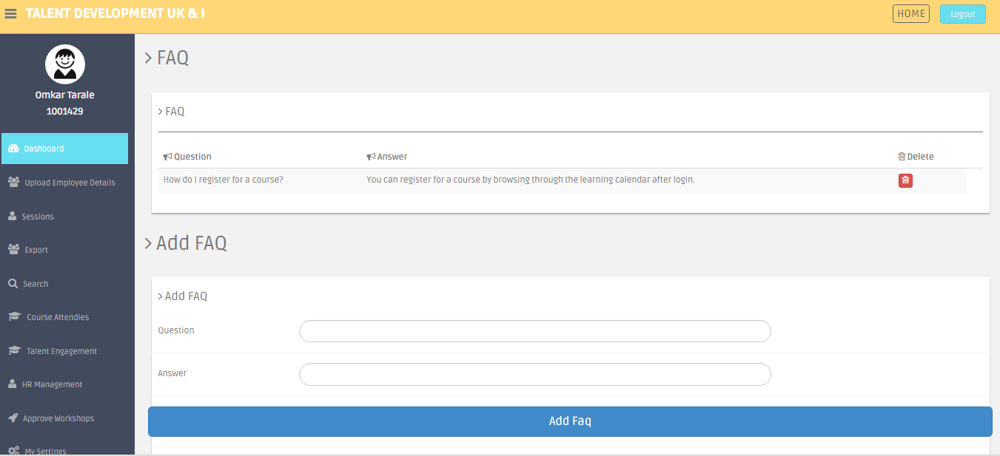 TALENT DEVELOPMENT UK & I
HOME
Logout
Omkar Tarale
1001429
Dashboard
Upload Employee Details
Sessions
Export
Search
Course Attendies
Talent Engagement
HR Management
Approve Workshops
My Settings
FAQ
FAQ
Question Answer Delete
How do I register for a course? You can register for a course by browsing through the learning calendar after login.
Add FAQ
Add FAQ
Question
Answer
Add Faq